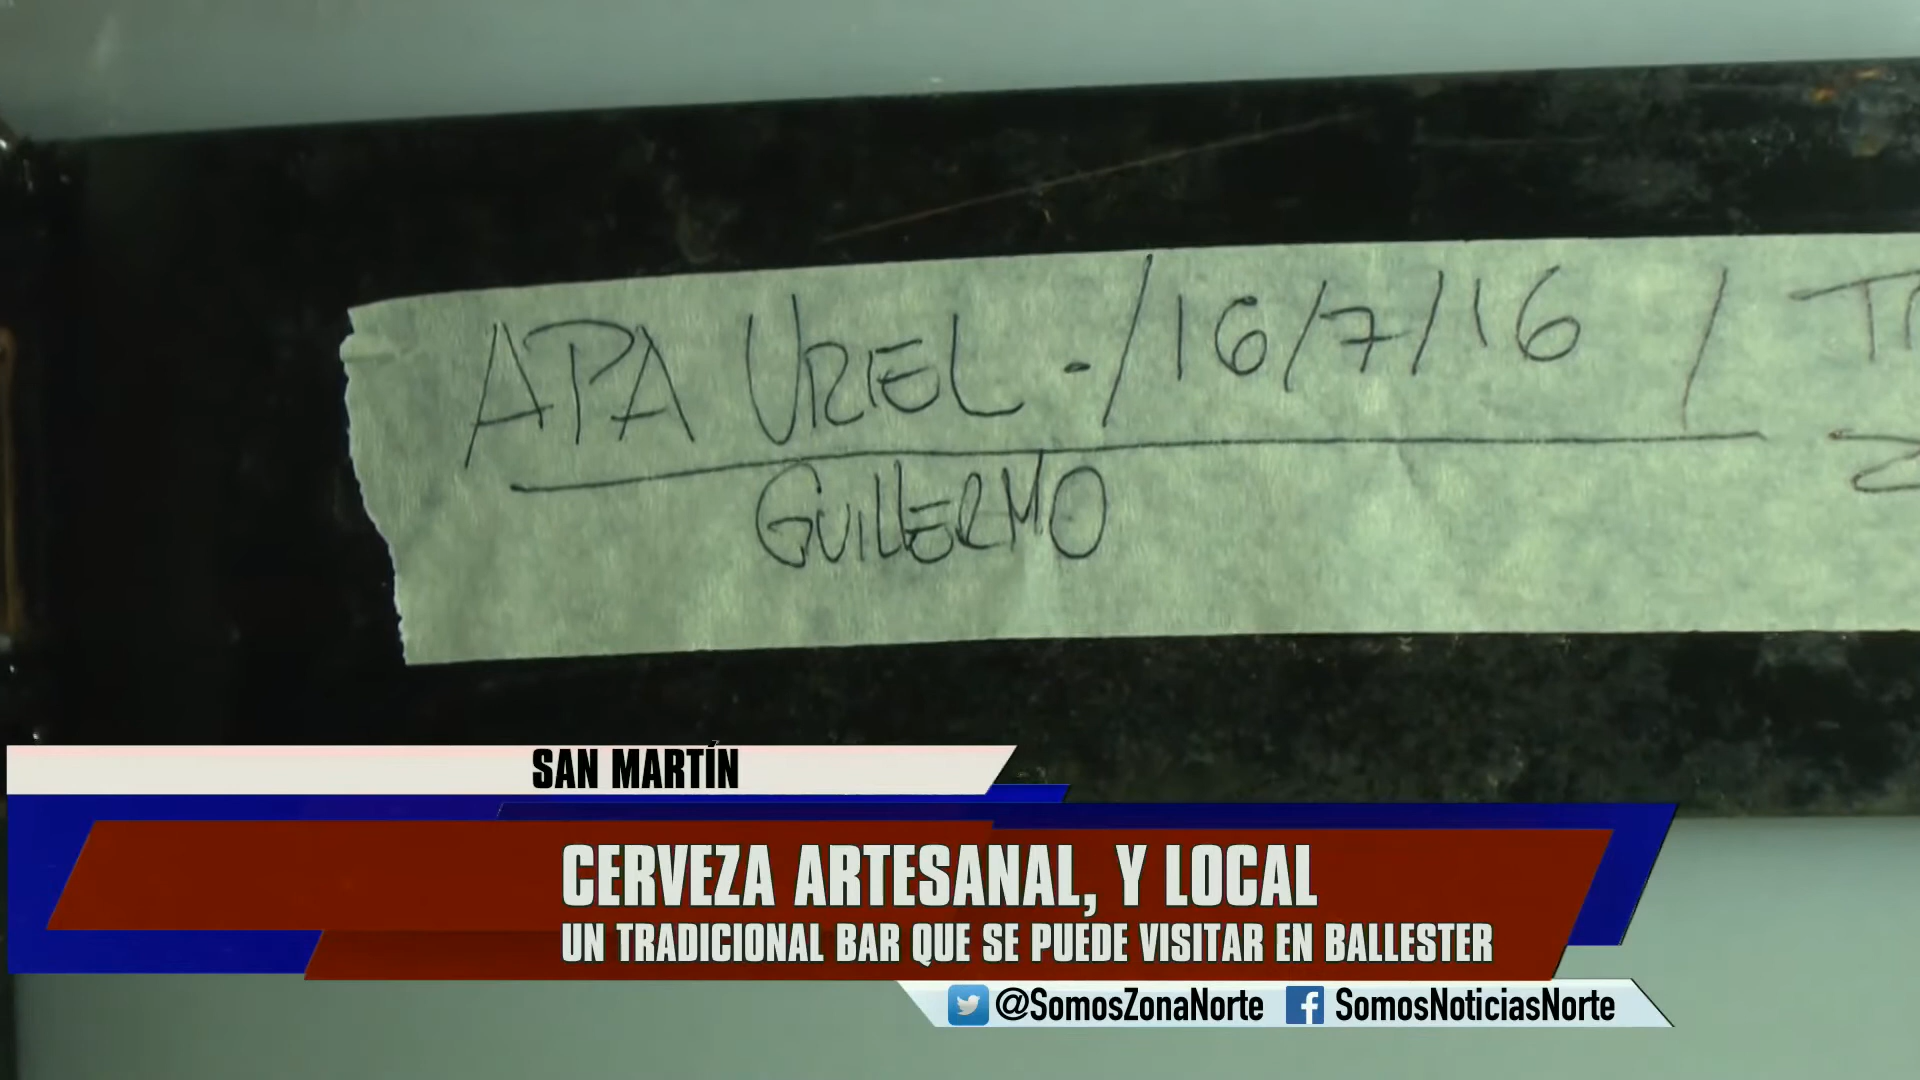 APA URIEL - / 16/7/16 /
GUILLERMO
SAN MARTÍN
CERVEZA ARTESANAL, Y LOCAL
UN TRADICIONAL BAR QUE SE PUEDE VISITAR EN BALLESTER
@SomosZonaNorte SomosNoticiasNorte